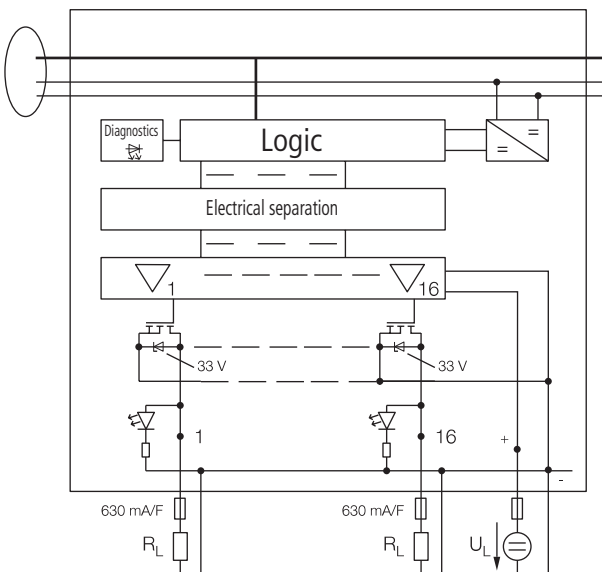 Diagnostics
Logic
=
=
Electrical separation
1
16
33 V
33 V
1
16
+
-
630 mA/F
630 mA/F
RL
RL
UL